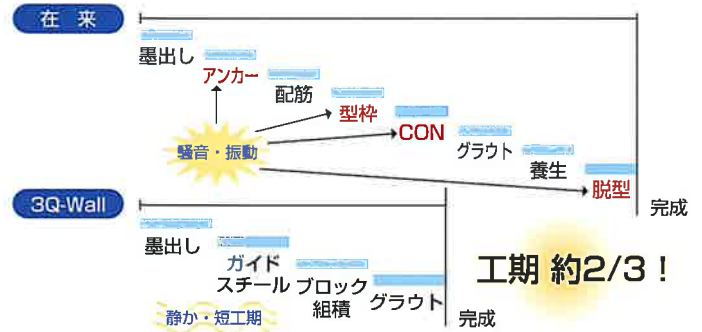 在 来
墨出し
アンカー
配筋
型枠
CON
グラウト
養生
脱型
騒音・振動
完成
3Q-Wall
墨出し
ガイド
スチール
ブロック
組積
グラウト
静か・短工期
完成
工期 約2/3！